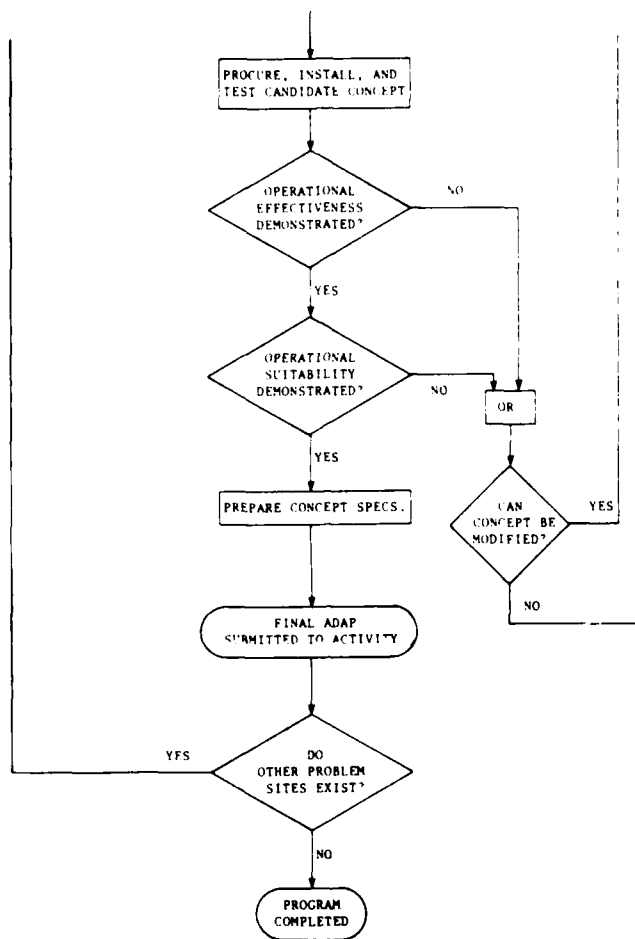 PROCURE, INSTALL, AND
TEST CANDIDATE CONCEPT
OPERATIONAL
EFFECTIVENESS
DEMONSTRATED?
NO
YES
OPERATIONAL
SUITABILITY
DEMONSTRATED?
NO
OR
YES
PREPARE CONCEPT SPECS.
CAN
CONCEPT BE
MODIFIED?
YES
NO
FINAL ADAP
SUBMITTED TO ACTIVITY
YES
DO
OTHER PROBLEM
SITES EXIST?
NO
PROGRAM
COMPLETED